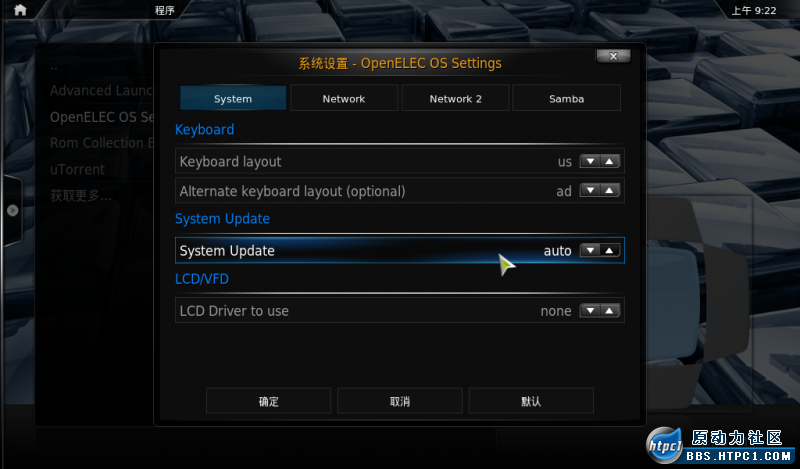 程序
上午 9:22
系统设置 - OpenELEC OS Settings
..
Advanced Launc
OpenELEC OS Se
Rom Collection
uTorrent
获取更多...
System Network Network 2 Samba
Keyboard
Keyboard layout us
Alternate keyboard layout (optional) ad
System Update
System Update auto
LCD/VFD
LCD Driver to use none
确定 取消 默认
htpc1 原动力社区
BBS.HTPC1.COM